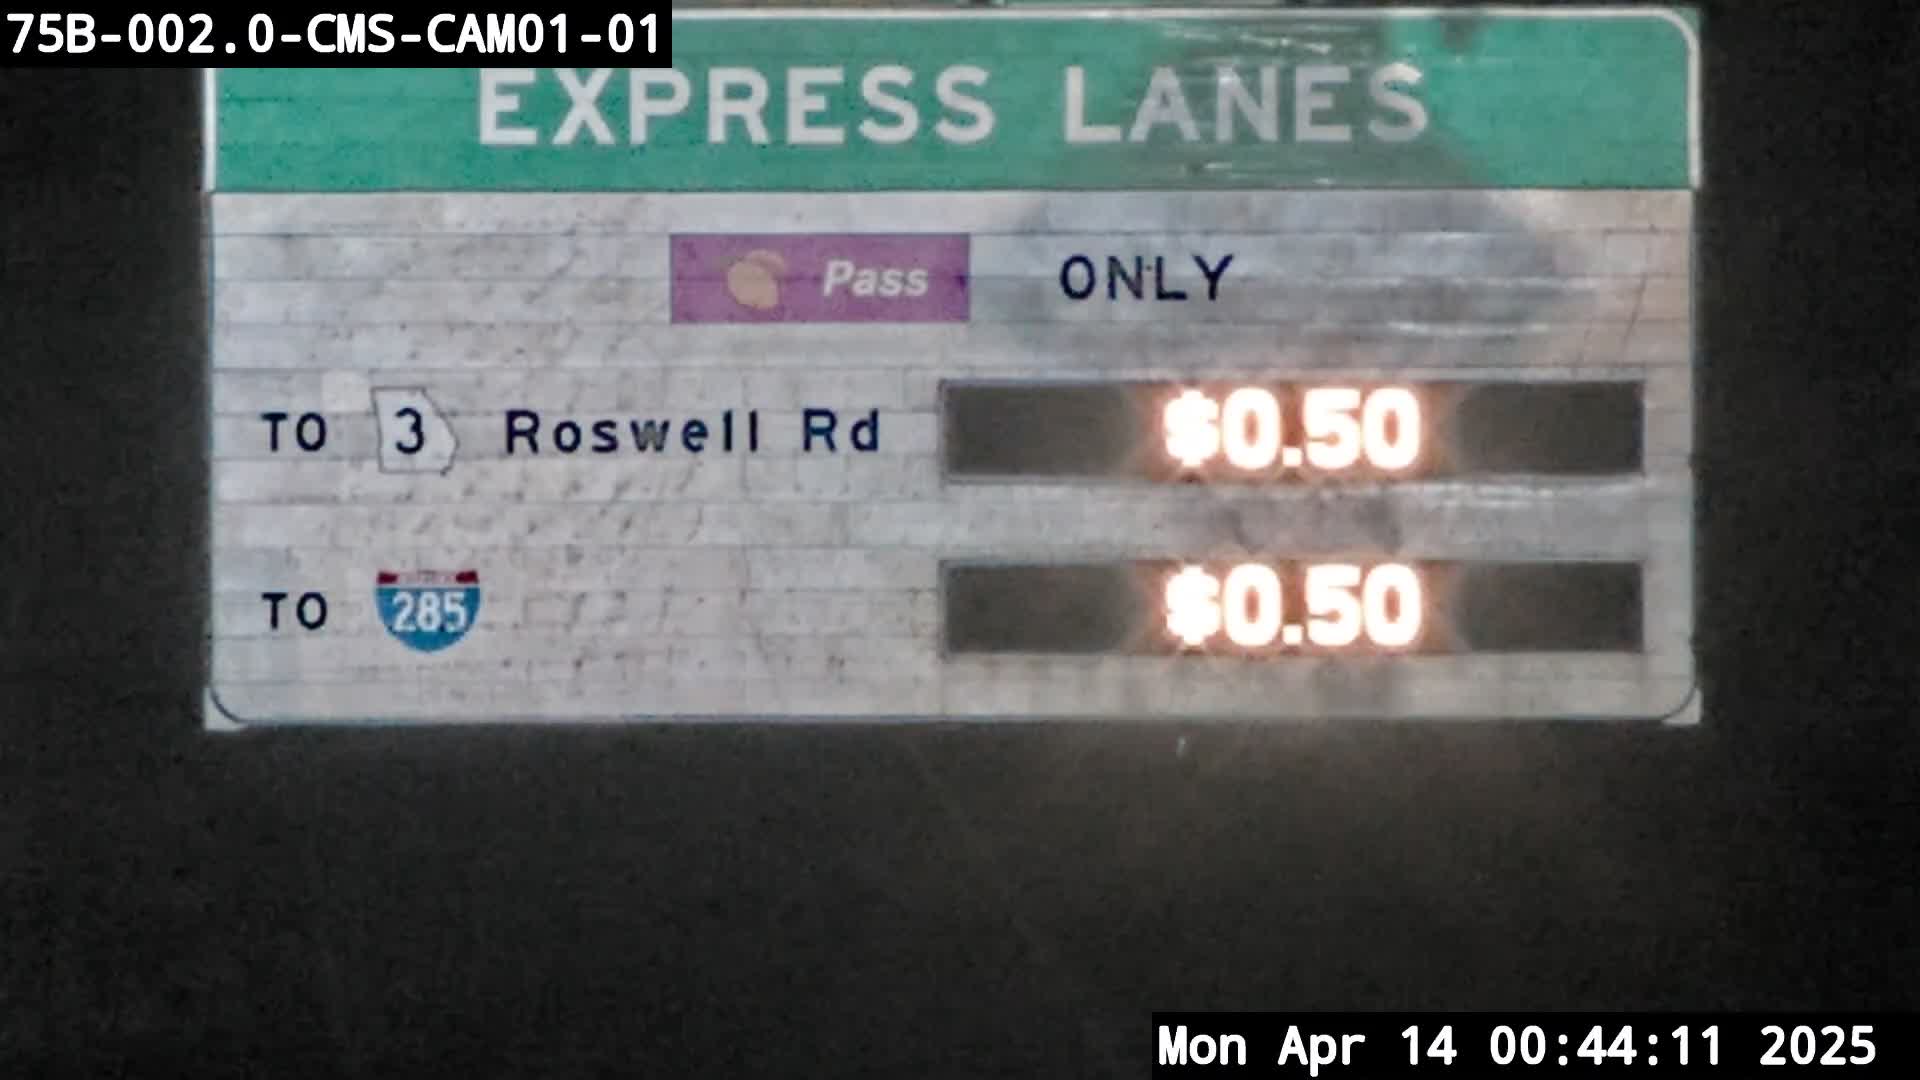 75B-002.0-CMS-CAM01-01
EXPRESS LANES
Pass ONLY
TO 3 Roswell Rd $0.50
TO 285 $0.50
Mon Apr 14 00:44:11 2025